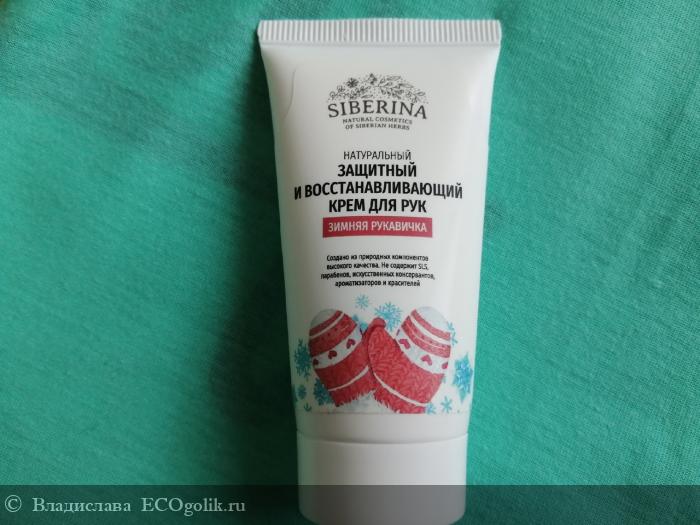 SIBERINA
NATURAL COSMETICS
OF SIBERIAN HERBS
НАТУРАЛЬНЫЙ
ЗАЩИТНЫЙ
И ВОССТАНАВЛИВАЮЩИЙ
КРЕМ ДЛЯ РУК
ЗИМНЯЯ РУКАВИЧКА
Создано из природных компонентов
высокого качества. Не содержит SLS,
парабенов, искусственных консервантов,
ароматизаторов и красителей
© Владислава ECOgolik.ru